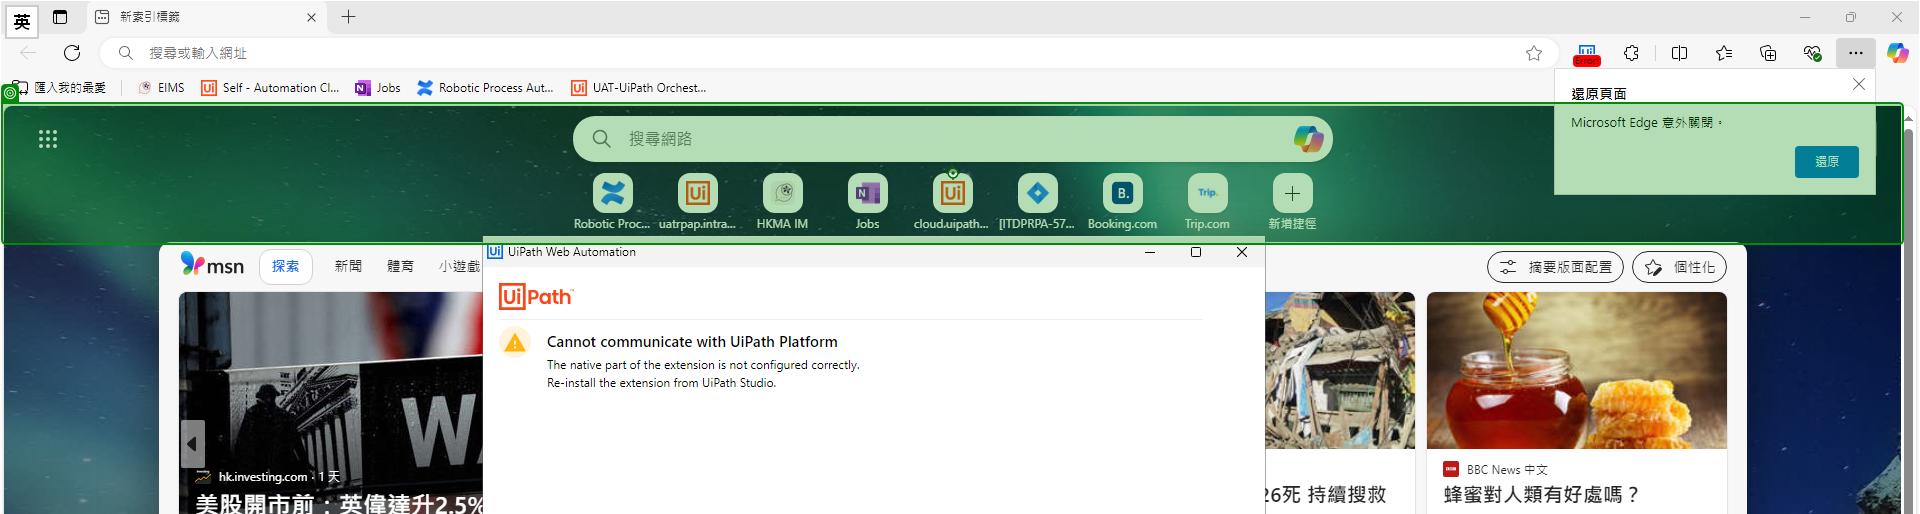 英
新索引標籤
搜尋或輸入網址
Error!
匯入我的最愛
EIMS
Self - Automation Cl...
Jobs
Robotic Process Aut...
UAT-UiPath Orchest...
還原頁面
Microsoft Edge 意外關閉。
還原
搜尋網路
Robotic Proc...
uatrpap.intra...
HKMA IM
Jobs
cloud.uipath...
[ITDPRPA-57...
Booking.com
Trip.com
新增捷徑
msn
探索
新聞
體育
小遊戲
摘要版面配置
個性化
UiPath Web Automation
UiPath
Cannot communicate with UiPath Platform
The native part of the extension is not configured correctly.
Re-install the extension from UiPath Studio.
WA
hk.investing.com · 1 天
美股開市前：英偉達升2.5%
26死 持續搜救
BBC News 中文
蜂蜜對人類有好處嗎？